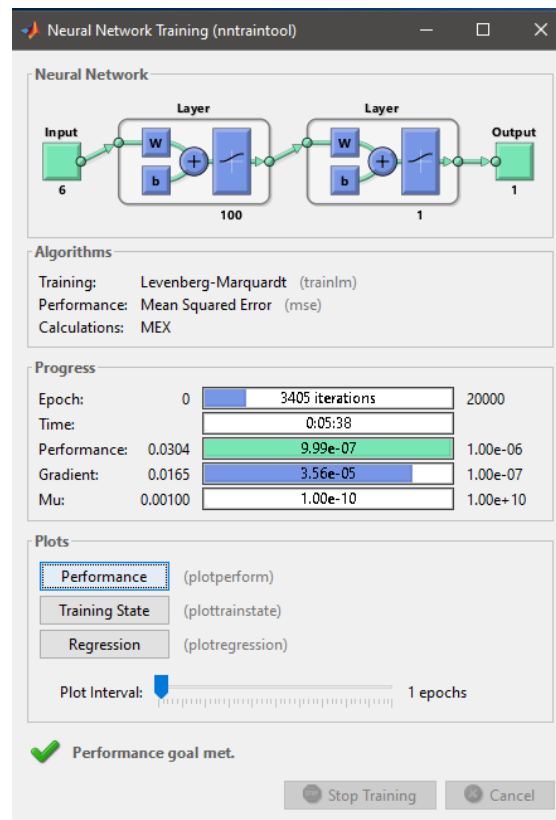 Neural Network Training (nntraintool)
Neural Network
Layer Layer
Input Output
W W
b b
6 1
100 1
Algorithms
Training: Levenberg-Marquardt (trainlm)
Performance: Mean Squared Error (mse)
Calculations: MEX
Progress
Epoch: 0 3405 iterations 20000
Time: 0:05:38
Performance: 0.0304 9.99e-07 1.00e-06
Gradient: 0.0165 3.56e-05 1.00e-07
Mu: 0.00100 1.00e-10 1.00e+10
Plots
Performance (plotperform)
Training State (plottrainstate)
Regression (plotregression)
Plot Interval: 1 epochs
Performance goal met.
Stop Training Cancel